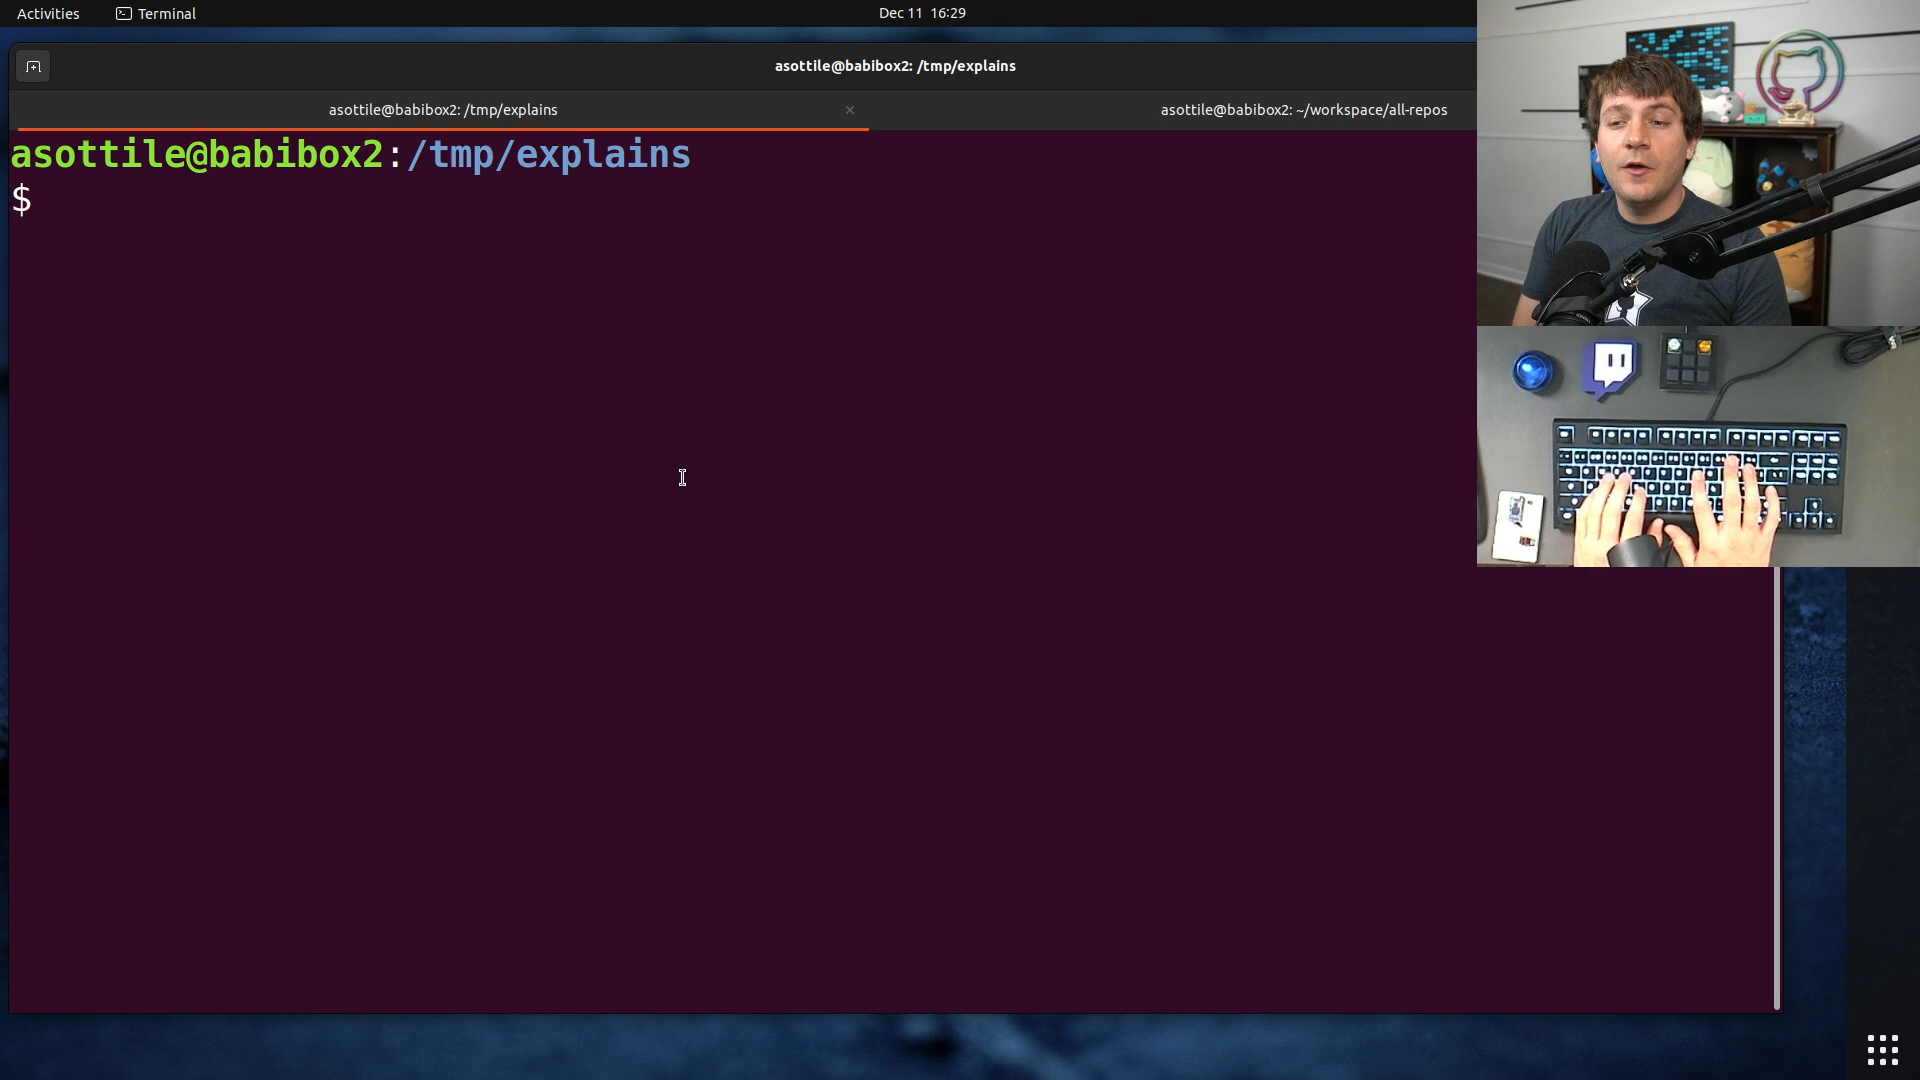 Activities
Terminal
Dec 11 16:29
asottile@babibox2: /tmp/explains
asottile@babibox2: /tmp/explains
asottile@babibox2: ~/workspace/all-repos
asottile@babibox2:/tmp/explains
$